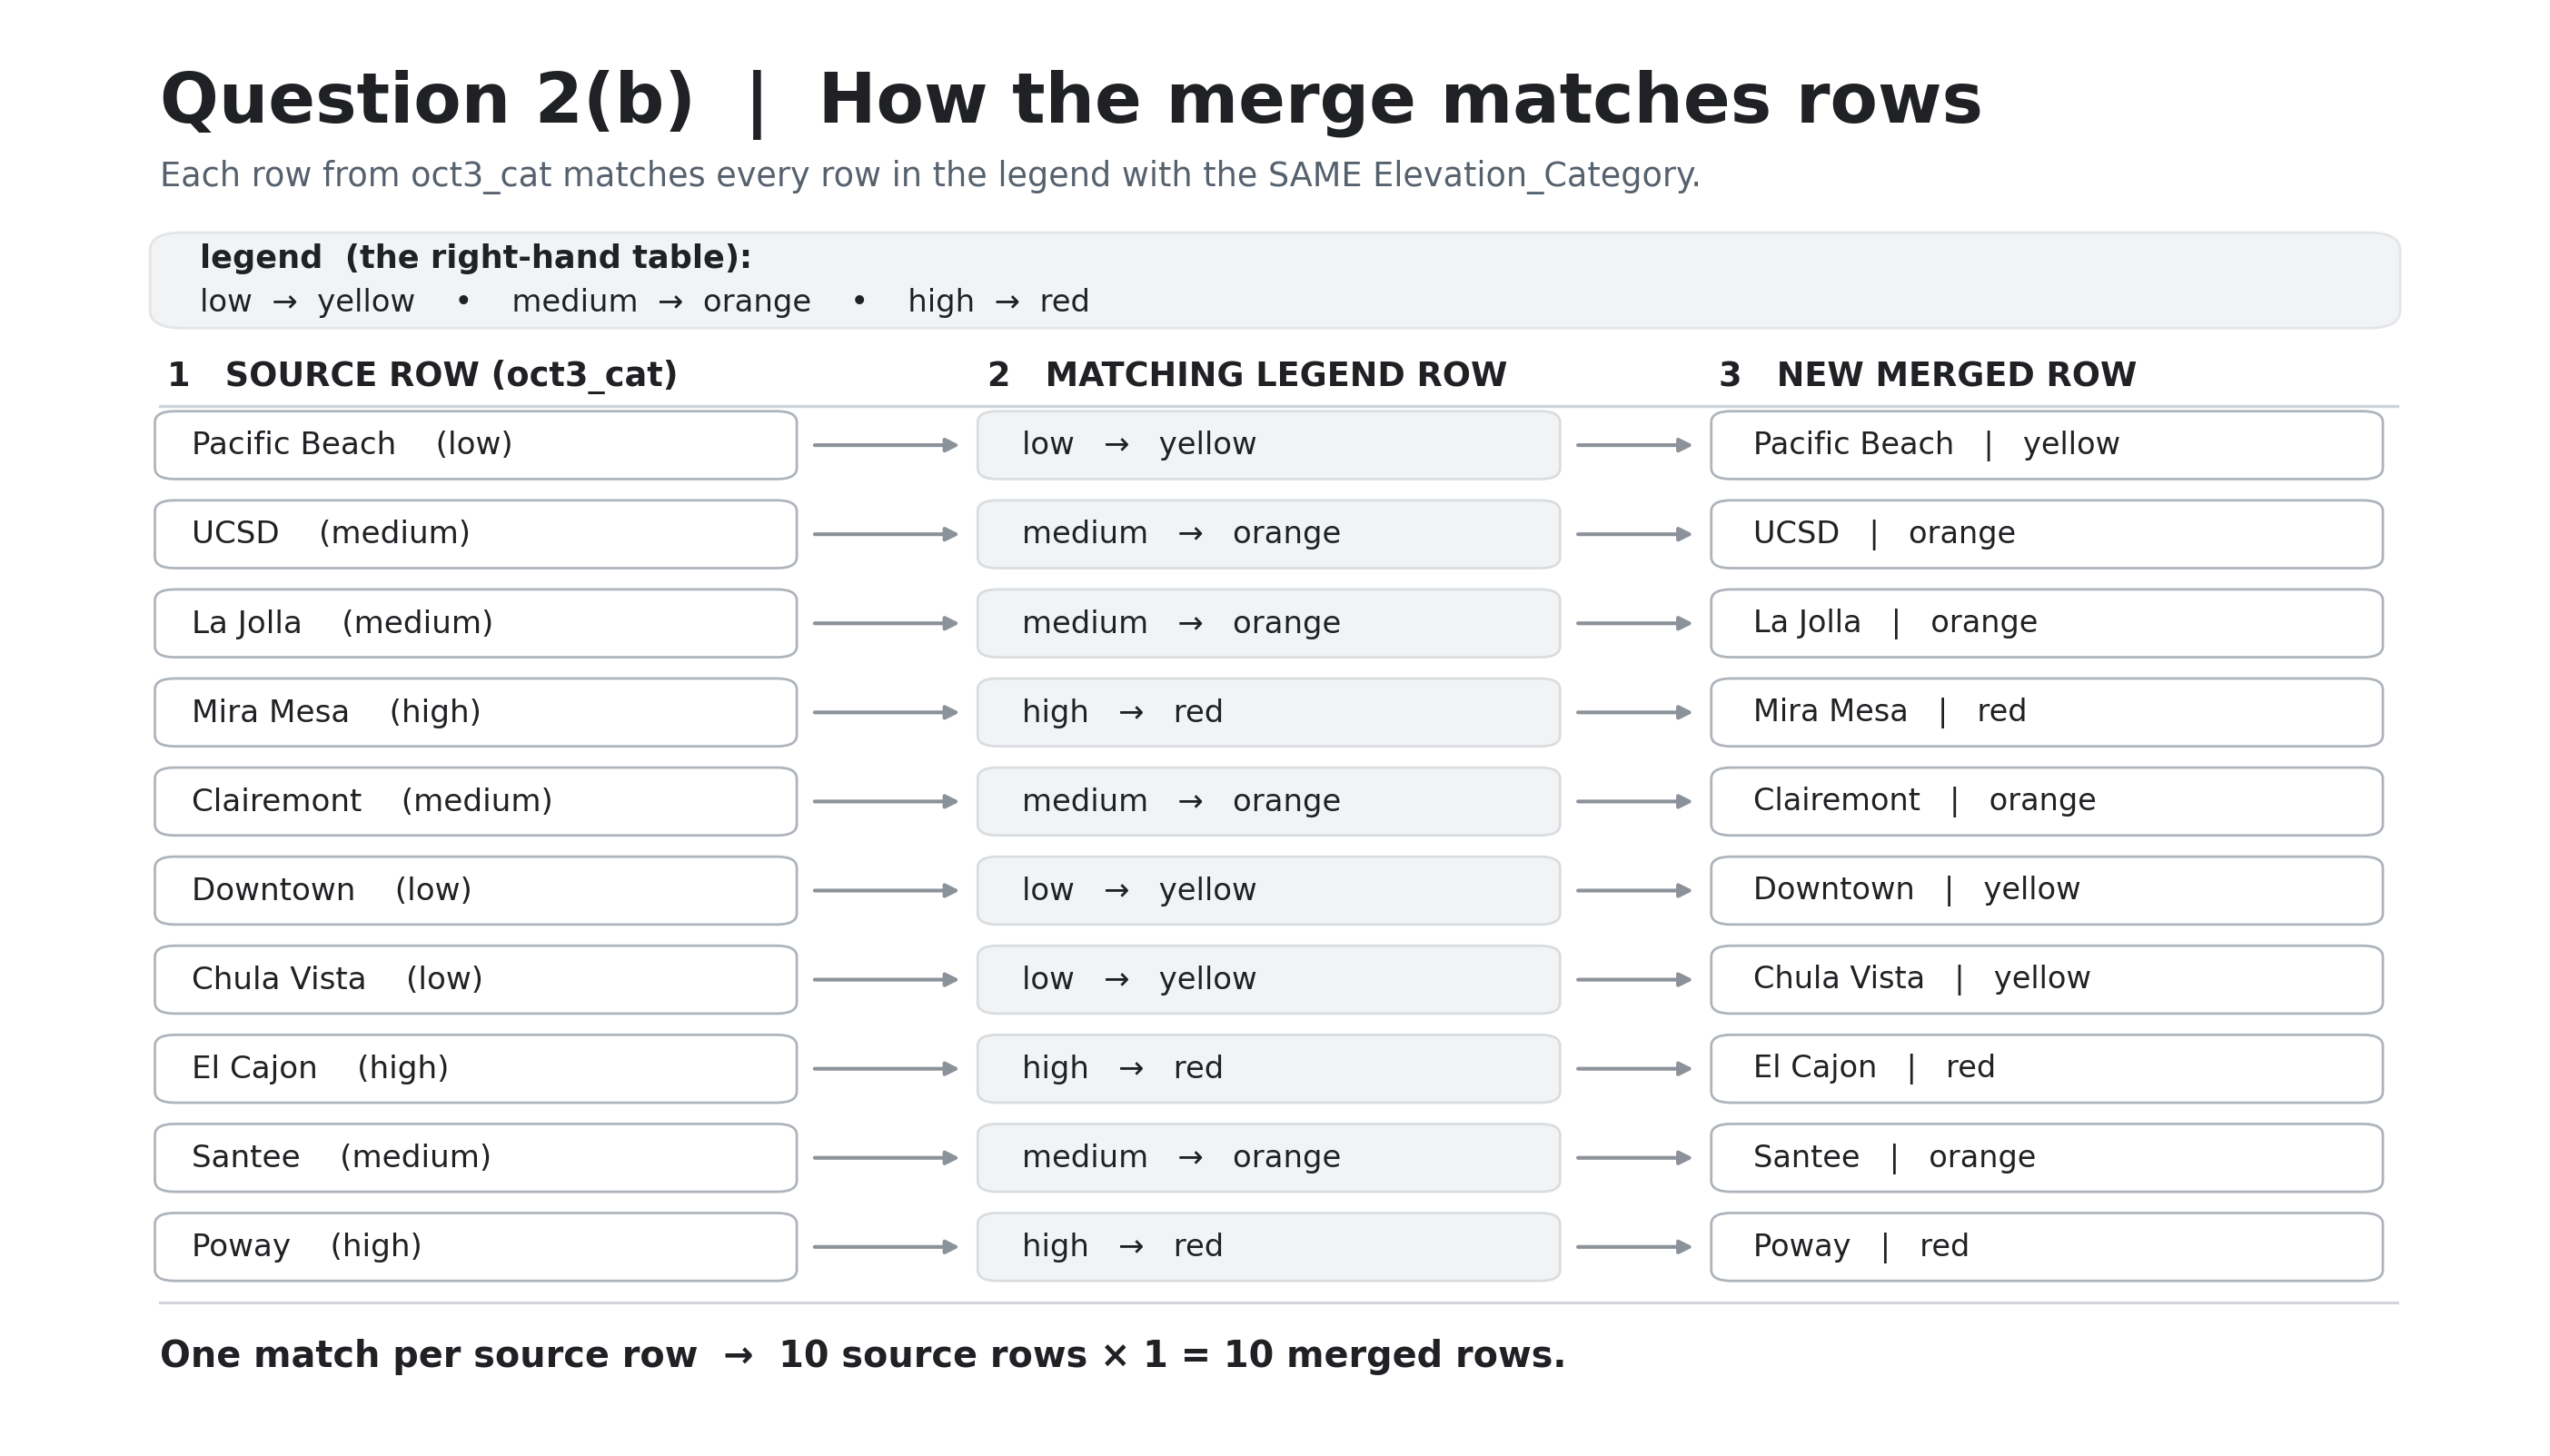 Question 2(b) | How the merge matches rows
Each row from oct3_cat matches every row in the legend with the SAME Elevation_Category.
legend (the right-hand table):
low → yellow • medium → orange • high → red
1 SOURCE ROW (oct3_cat) 2 MATCHING LEGEND ROW 3 NEW MERGED ROW
Pacific Beach (low) low → yellow Pacific Beach | yellow
UCSD (medium) medium → orange UCSD | orange
La Jolla (medium) medium → orange La Jolla | orange
Mira Mesa (high) high → red Mira Mesa | red
Clairemont (medium) medium → orange Clairemont | orange
Downtown (low) low → yellow Downtown | yellow
Chula Vista (low) low → yellow Chula Vista | yellow
El Cajon (high) high → red El Cajon | red
Santee (medium) medium → orange Santee | orange
Poway (high) high → red Poway | red
One match per source row → 10 source rows × 1 = 10 merged rows.